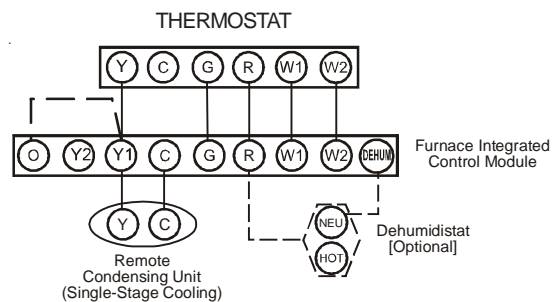 THERMOSTAT
Y C G R W1 W2
O Y2 Y1 C G R W1 W2 DEHUM
Furnace Integrated
Control Module
Y C
NEU
HOT
Dehumidistat
[Optional]
Remote
Condensing Unit
(Single-Stage Cooling)